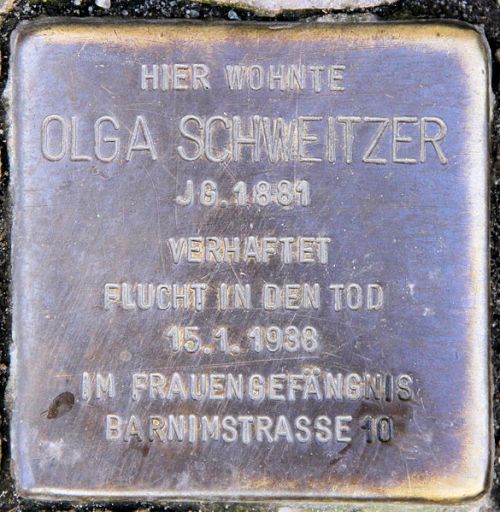 HIER WOHNTE
OLGA SCHWEITZER
JG. 1881
VERHAFTET
FLUCHT IN DEN TOD
15.1.1938
IM FRAUENGEFÄNGNIS
BARNIMSTRASSE 10